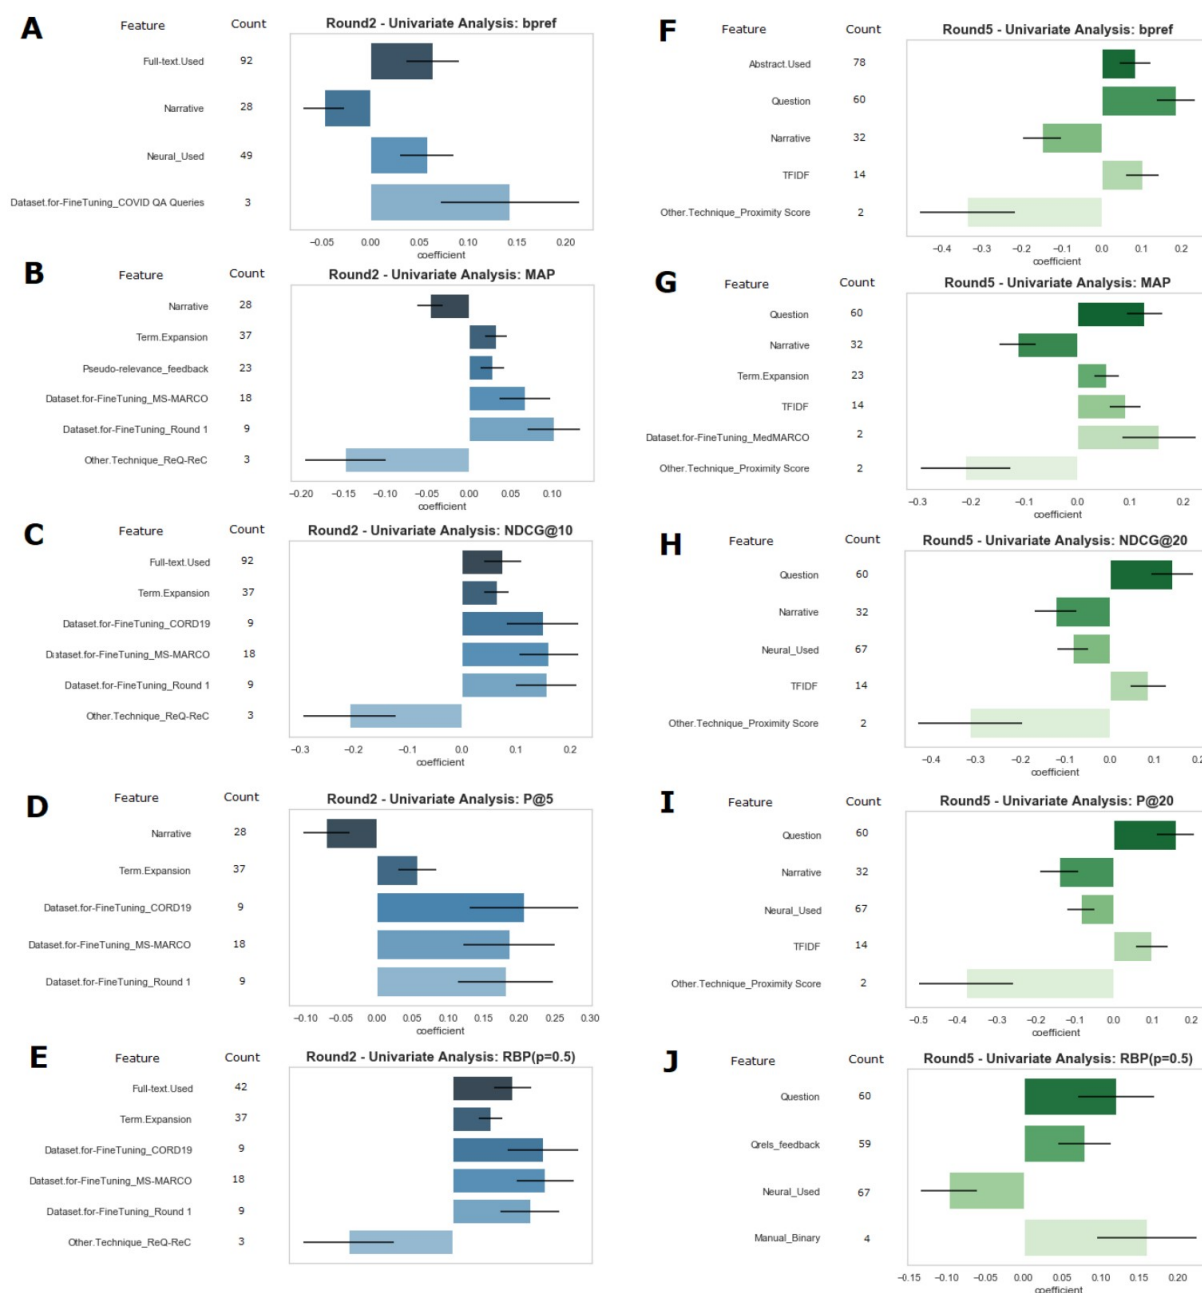 A
Feature Count Round2 - Univariate Analysis: bpref
Full-text.Used 92
Narrative 28
Neural_Used 49
Dataset.for-FineTuning_COVID QA Queries 3
−0.05 0.00 0.05 0.10 0.15 0.20
coefficient
B
Feature Count Round2 - Univariate Analysis: MAP
Narrative 28
Term.Expansion 37
Pseudo-relevance_feedback 23
Dataset.for-FineTuning_MS-MARCO 18
Dataset.for-FineTuning_Round 1 9
Other.Technique_ReQ-ReC 3
−0.20 −0.15 −0.10 −0.05 0.00 0.05 0.10
coefficient
C
Feature Count Round2 - Univariate Analysis: NDCG@10
Full-text.Used 92
Term.Expansion 37
Dataset.for-FineTuning_CORD19 9
Dataset.for-FineTuning_MS-MARCO 18
Dataset.for-FineTuning_Round 1 9
Other.Technique_ReQ-ReC 3
−0.3 −0.2 −0.1 0.0 0.1 0.2
coefficient
D
Feature Count Round2 - Univariate Analysis: P@5
Narrative 28
Term.Expansion 37
Dataset.for-FineTuning_CORD19 9
Dataset.for-FineTuning_MS-MARCO 18
Dataset.for-FineTuning_Round 1 9
−0.10 −0.05 0.00 0.05 0.10 0.15 0.20 0.25 0.30
coefficient
E
Feature Count Round2 - Univariate Analysis: RBP(p=0.5)
Full-text.Used 42
Term.Expansion 37
Dataset.for-FineTuning_CORD19 9
Dataset.for-FineTuning_MS-MARCO 18
Dataset.for-FineTuning_Round 1 9
Other.Technique_ReQ-ReC 3
F
Feature Count Round5 - Univariate Analysis: bpref
Abstract.Used 78
Question 60
Narrative 32
TFIDF 14
Other.Technique_Proximity Score 2
−0.4 −0.3 −0.2 −0.1 0.0 0.1 0.2
coefficient
G
Feature Count Round5 - Univariate Analysis: MAP
Question 60
Narrative 32
Term.Expansion 23
TFIDF 14
Dataset.for-FineTuning_MedMARCO 2
Other.Technique_Proximity Score 2
−0.3 −0.2 −0.1 0.0 0.1 0.2
coefficient
H
Feature Count Round5 - Univariate Analysis: NDCG@20
Question 60
Narrative 32
Neural_Used 67
TFIDF 14
Other.Technique_Proximity Score 2
−0.4 −0.3 −0.2 −0.1 0.0 0.1 0.2
coefficient
I
Feature Count Round5 - Univariate Analysis: P@20
Question 60
Narrative 32
Neural_Used 67
TFIDF 14
Other.Technique_Proximity Score 2
−0.5 −0.4 −0.3 −0.2 −0.1 0.0 0.1 0.2
coefficient
J
Feature Count Round5 - Univariate Analysis: RBP(p=0.5)
Question 60
Qrels_feedback 59
Neural_Used 67
Manual_Binary 4
−0.15 −0.10 −0.05 0.00 0.05 0.10 0.15 0.20
coefficient